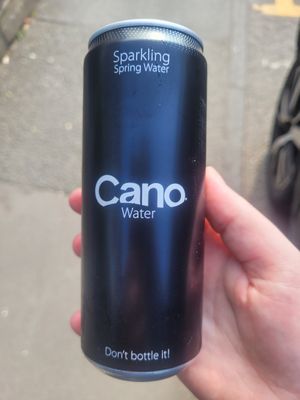 Sparkling
Spring Water
Cano
Water
Don't bottle it!